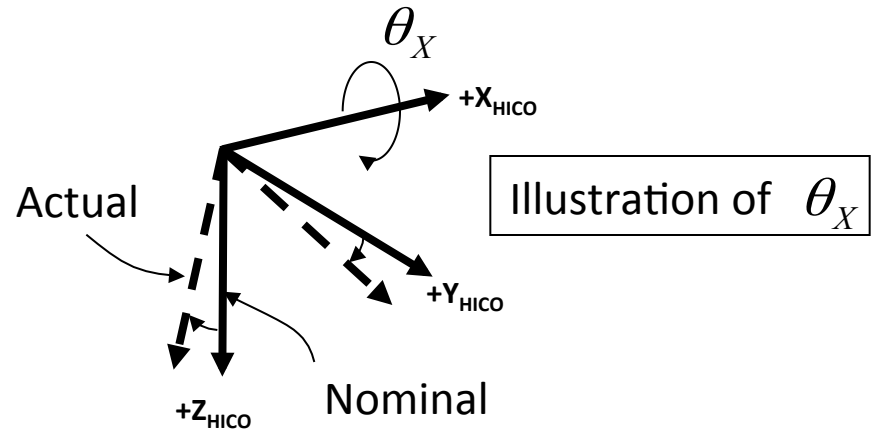 θX
+XHICO
Illustration of θX
Actual
+YHICO
+ZHICO
Nominal